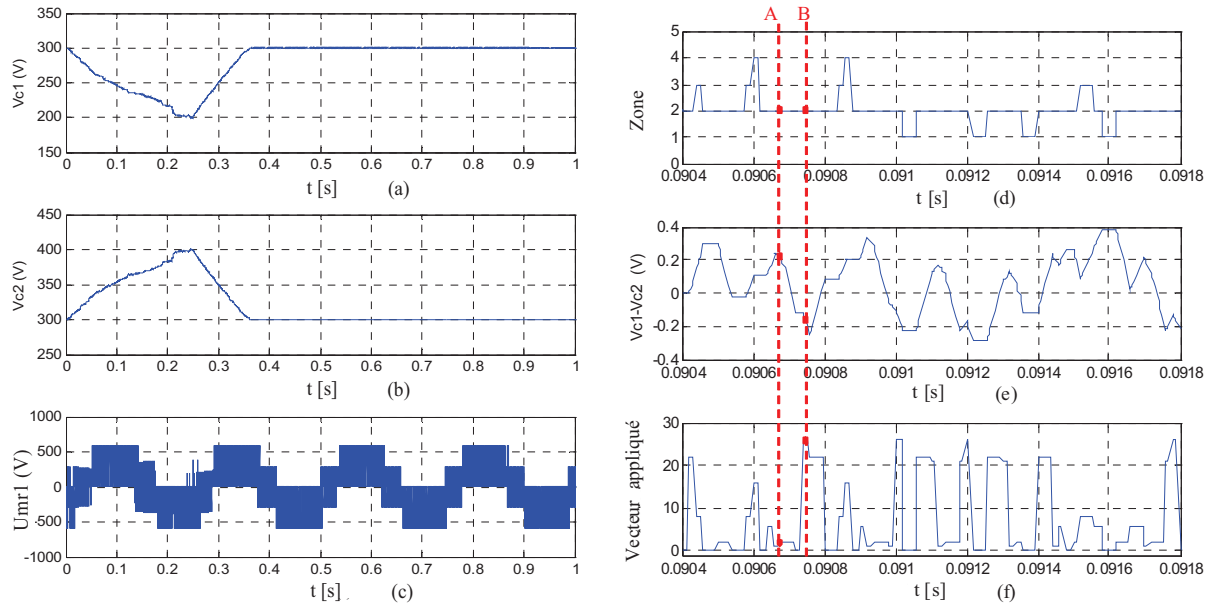 350
300
250
200
150
Vc1 (V)
0 0.1 0.2 0.3 0.4 0.5 0.6 0.7 0.8 0.9 1
t [s] (a)
450
400
350
300
250
Vc2 (V)
0 0.1 0.2 0.3 0.4 0.5 0.6 0.7 0.8 0.9 1
t [s] (b)
1000
500
0
-500
-1000
Umr1 (V)
0 0.1 0.2 0.3 0.4 0.5 0.6 0.7 0.8 0.9 1
t [s] (c)
A B
5
4
3
2
1
0
Zone
0.0904 0.0906 0.0908 0.091 0.0912 0.0914 0.0916 0.0918
t [s] (d)
0.4
0.2
0
-0.2
-0.4
Vc1-Vc2 (V)
0.0904 0.0906 0.0908 0.091 0.0912 0.0914 0.0916 0.0918
t [s] (e)
30
20
10
0
Vecteur appliqué
0.0904 0.0906 0.0908 0.091 0.0912 0.0914 0.0916 0.0918
t [s] (f)